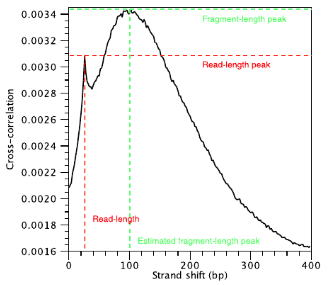 0.0034
Fragment-length peak
0.0032
0.0030
Read-length peak
0.0028
0.0026
Cross-correlation
0.0024
0.0022
0.0020
0.0018
Read-length
Estimated fragment-length peak
0.0016
0 100 200 300 400
Strand shift (bp)